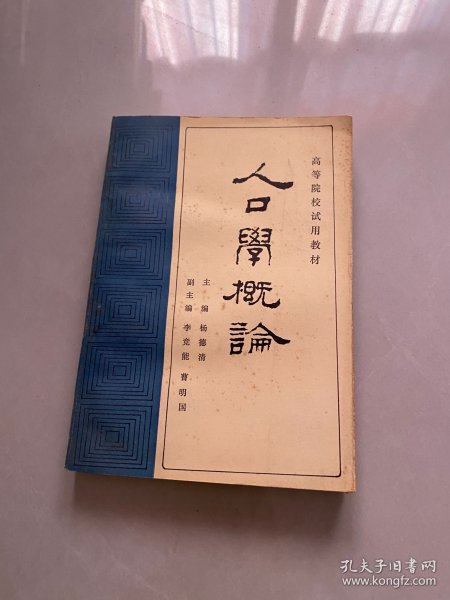 高等院校试用教材
人口學概論
主编 杨德清
副主编 李竞能 曹明国
孔夫子旧书网
www.kongfz.com